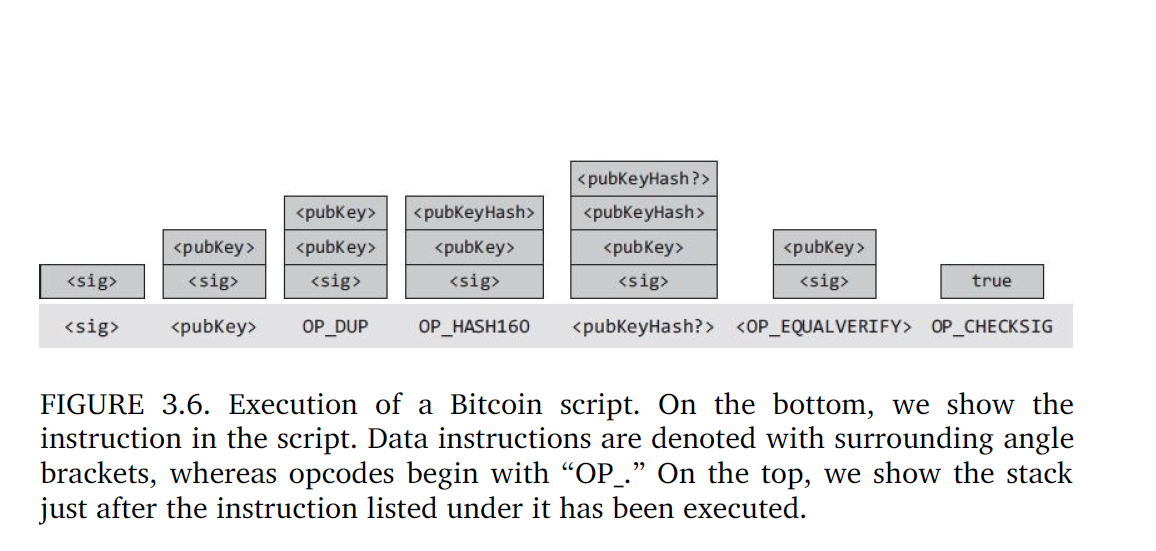 <pubKeyHash?>
<pubKey> <pubKeyHash> <pubKeyHash>
<pubKey> <pubKey> <pubKey> <pubKey> <pubKey>
<sig> <sig> <sig> <sig> <sig> <sig> true
<sig> <pubKey> OP_DUP OP_HASH160 <pubKeyHash?> <OP_EQUALVERIFY> OP_CHECKSIG
FIGURE 3.6. Execution of a Bitcoin script. On the bottom, we show the
instruction in the script. Data instructions are denoted with surrounding angle
brackets, whereas opcodes begin with “OP_.” On the top, we show the stack
just after the instruction listed under it has been executed.